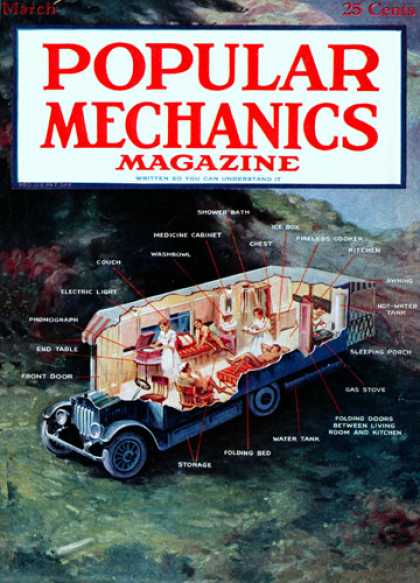 March
25 Cents
POPULAR
MECHANICS
MAGAZINE
WRITTEN SO YOU CAN UNDERSTAND IT
SHOWER BATH
ICE BOX
MEDICINE CABINET
CHEST
FIRELESS COOKER
WASHBOWL
KITCHEN
COUCH
AWNING
ELECTRIC LIGHT
HOT-WATER
TANK
PHONOGRAPH
END TABLE
SLEEPING PORCH
FRONT DOOR
GAS STOVE
FOLDING DOORS
BETWEEN LIVING
ROOM AND KITCHEN
WATER TANK
FOLDING BED
STORAGE